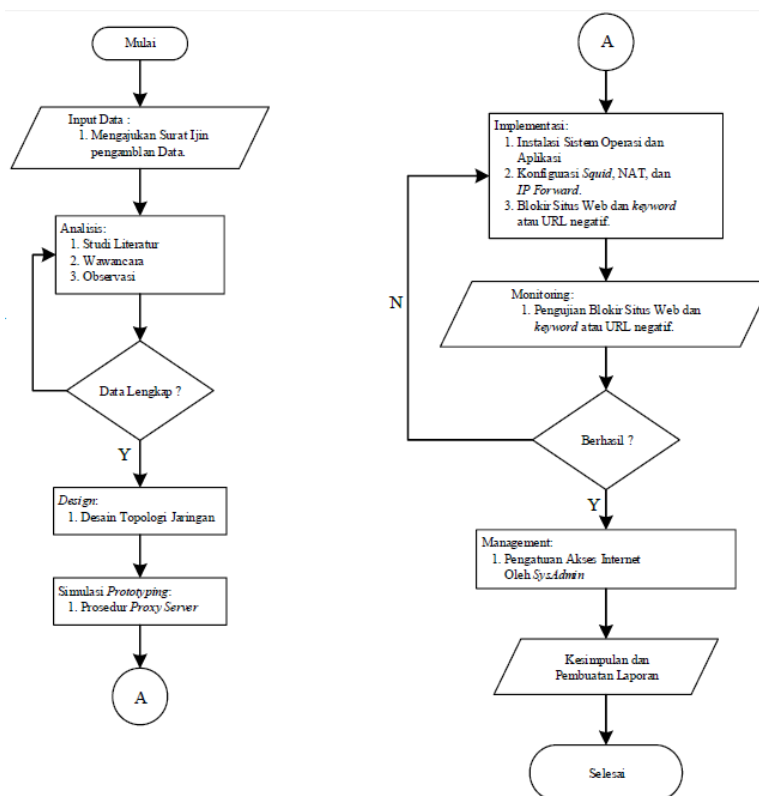 Mulai
Input Data :
1. Mengajukan Surat Ijin
pengamblan Data.
Analisis:
1. Studi Literatur
2. Wawancara
3. Observasi
Data Lengkap ?
Y
Design:
1. Desain Topologi Jaringan
Simulasi Prototyping:
1. Prosedur Proxy Server
A
A
Implementasi:
1. Instalasi Sistem Operasi dan
Aplikasi
2. Konfigurasi Squid, NAT, dan
IP Forward.
3. Blokir Situs Web dan keyword
atau URL negatif.
N
Monitoring:
1. Pengujian Blokir Situs Web dan
keyword atau URL negatif.
Berhasil ?
Y
Management:
1. Pengaturan Akses Internet
Oleh SysAdmin
Kesimpulan dan
Pembuatan Laporan
Selesai